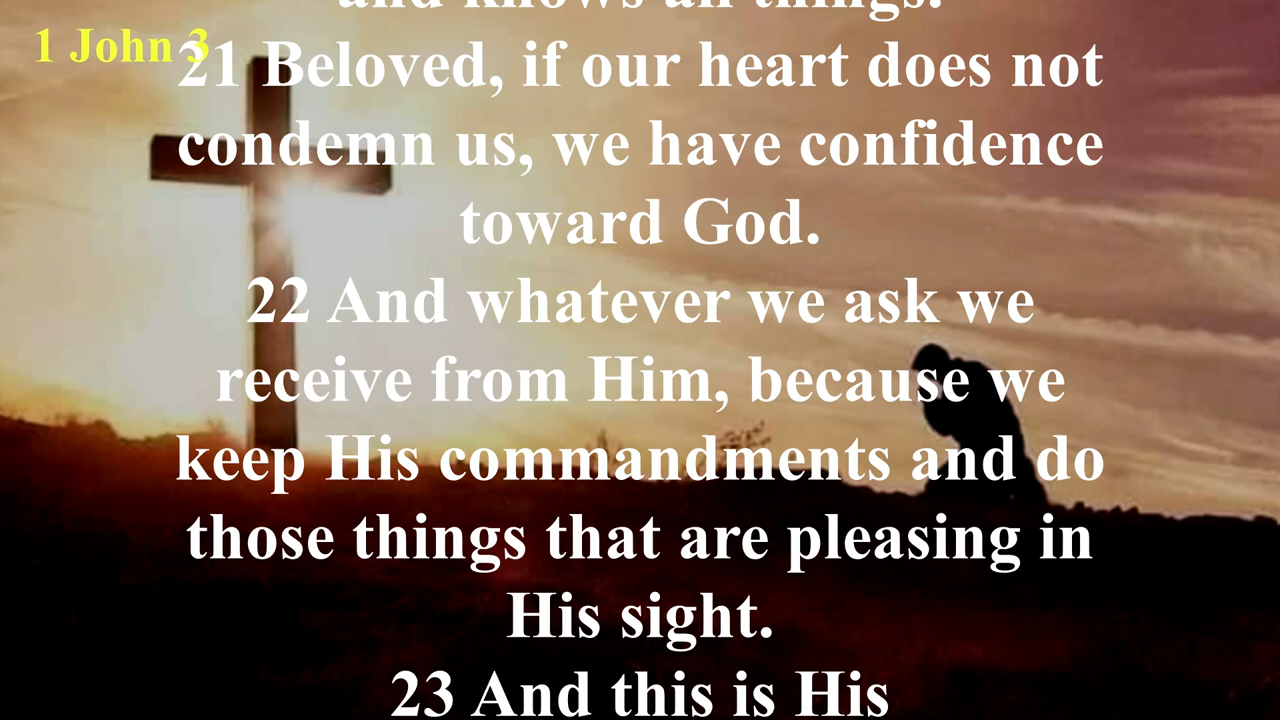 and knows all things.
1 John 3
21 Beloved, if our heart does not
condemn us, we have confidence
toward God.
22 And whatever we ask we
receive from Him, because we
keep His commandments and do
those things that are pleasing in
His sight.
23 And this is His